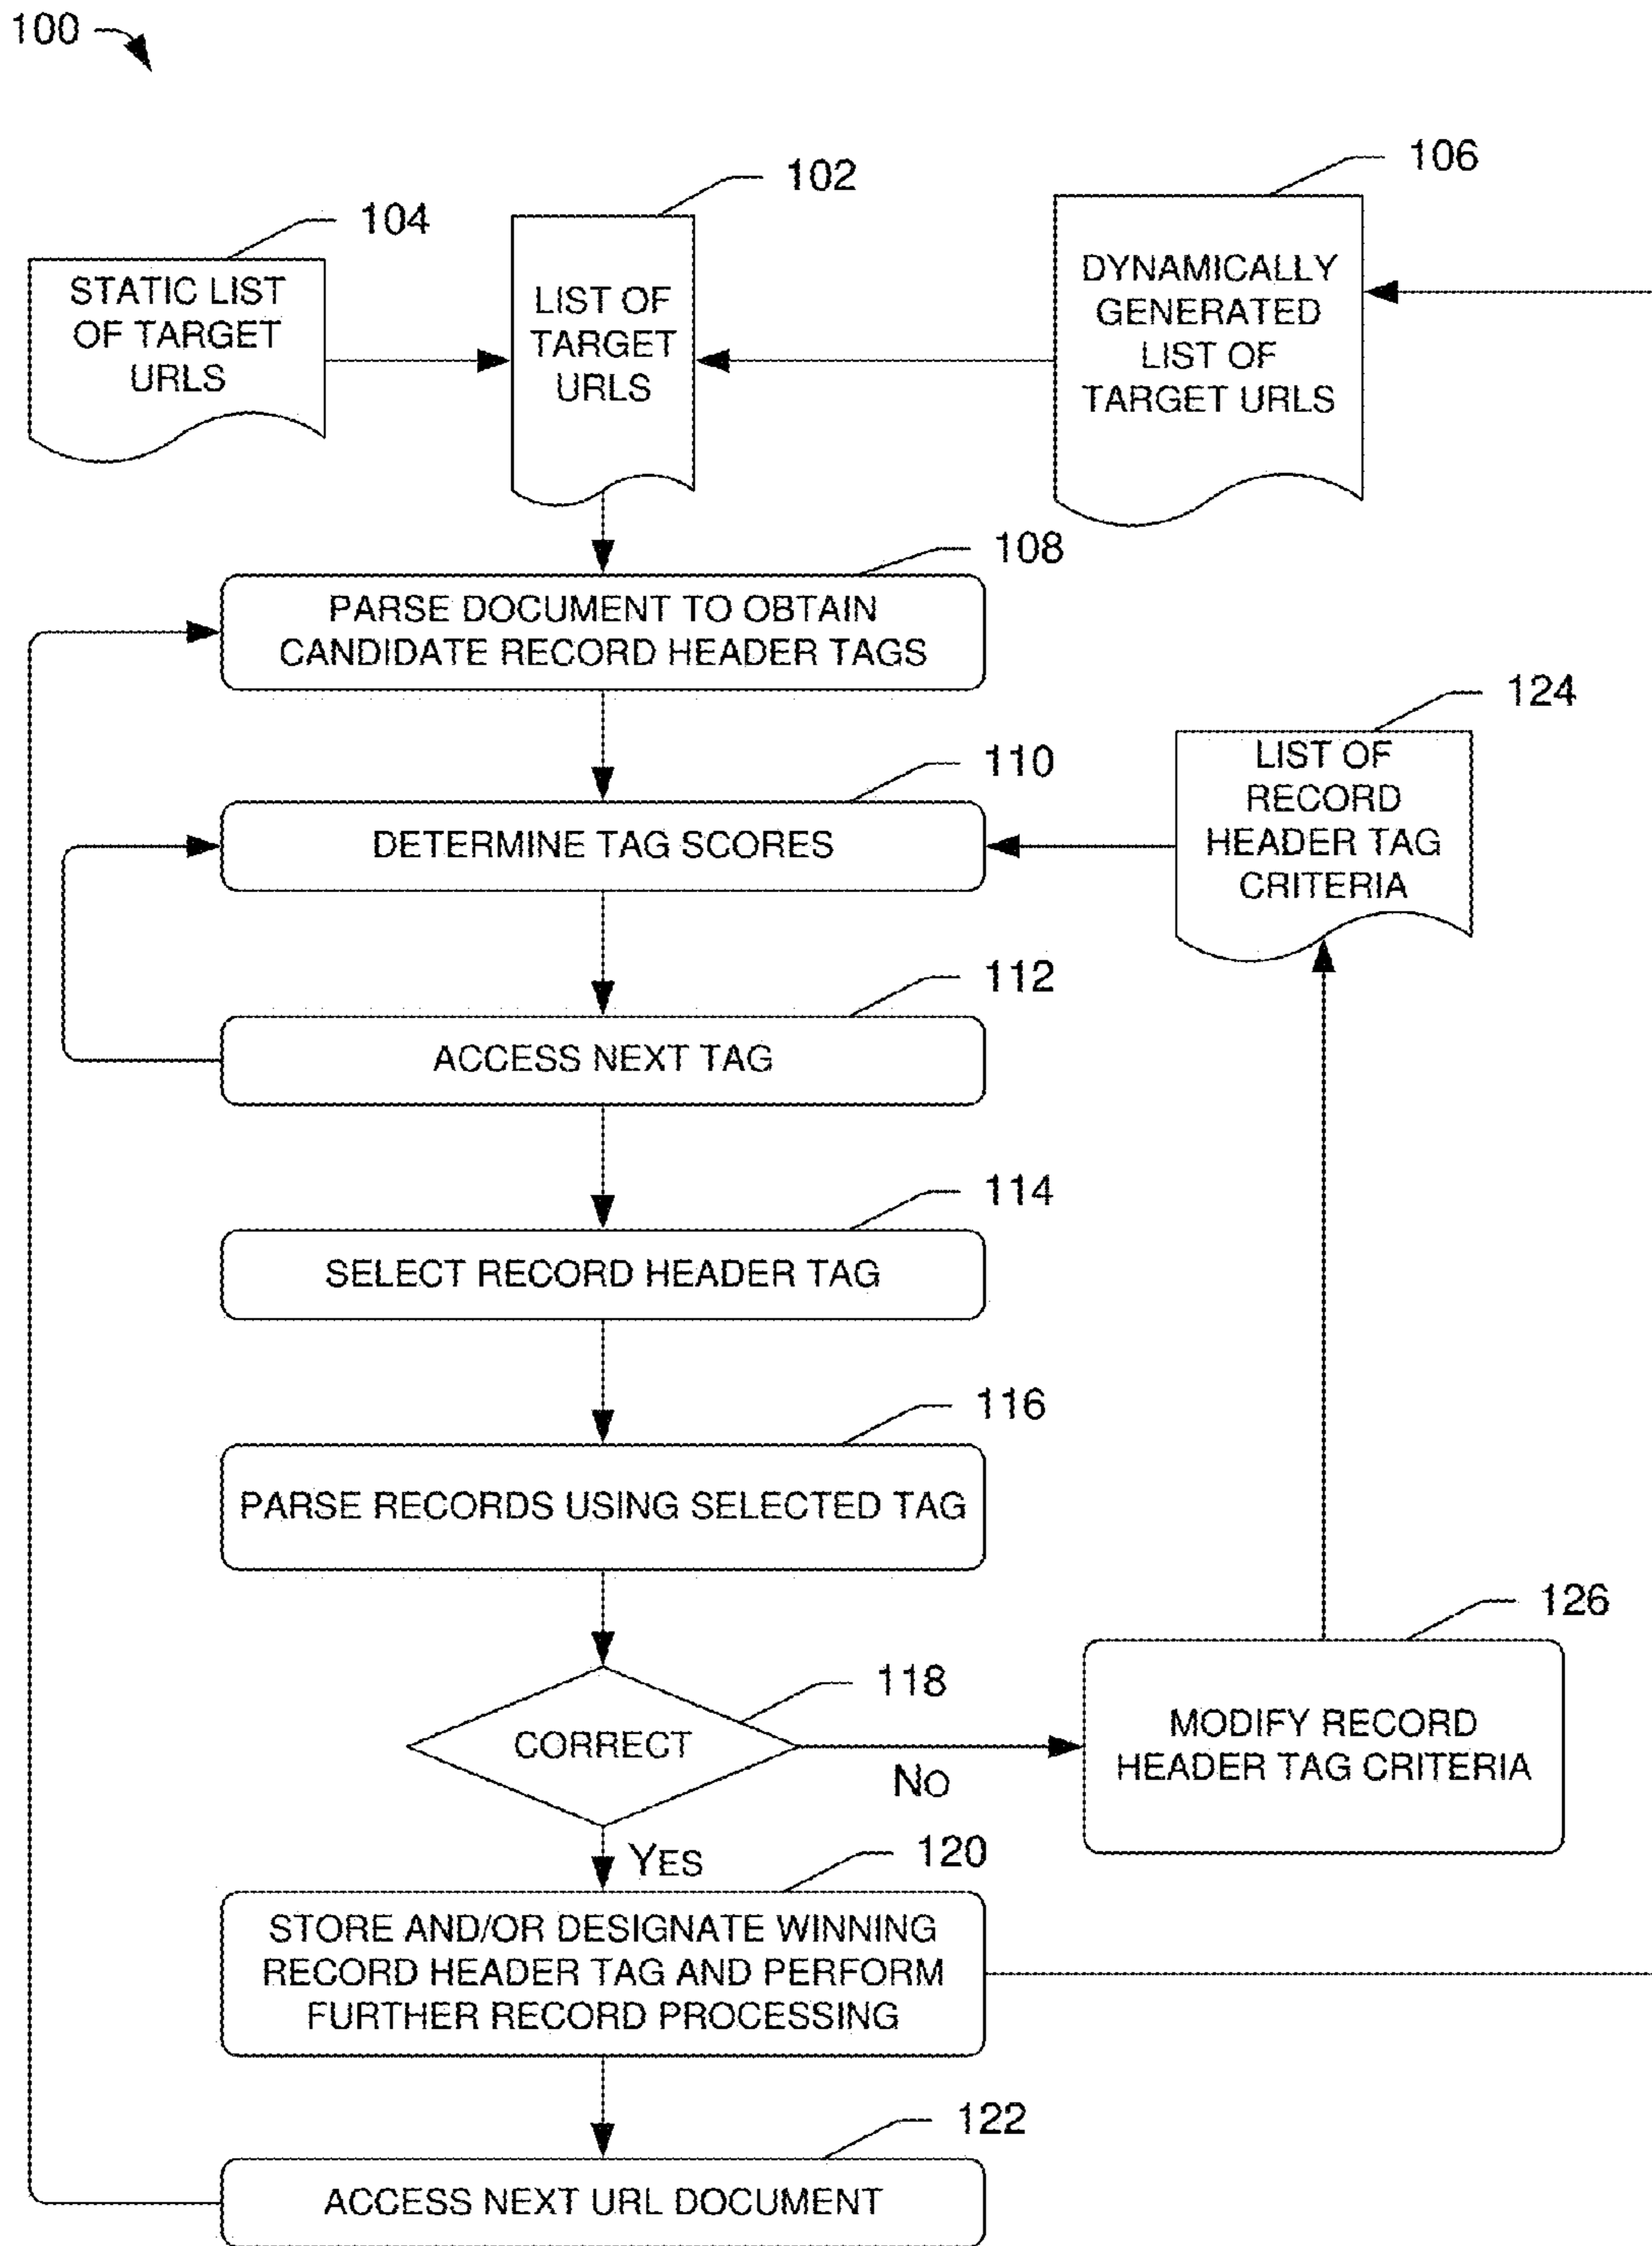 100
102
106
104
STATIC LIST
OF TARGET
URLS
LIST OF
TARGET
URLS
DYNAMICALLY
GENERATED
LIST OF
TARGET URLS
108
PARSE DOCUMENT TO OBTAIN
CANDIDATE RECORD HEADER TAGS
124
LIST OF
RECORD
HEADER TAG
CRITERIA
110
DETERMINE TAG SCORES
112
ACCESS NEXT TAG
114
SELECT RECORD HEADER TAG
116
PARSE RECORDS USING SELECTED TAG
126
MODIFY RECORD
HEADER TAG CRITERIA
118
CORRECT
NO
YES
120
STORE AND/OR DESIGNATE WINNING
RECORD HEADER TAG AND PERFORM
FURTHER RECORD PROCESSING
122
ACCESS NEXT URL DOCUMENT